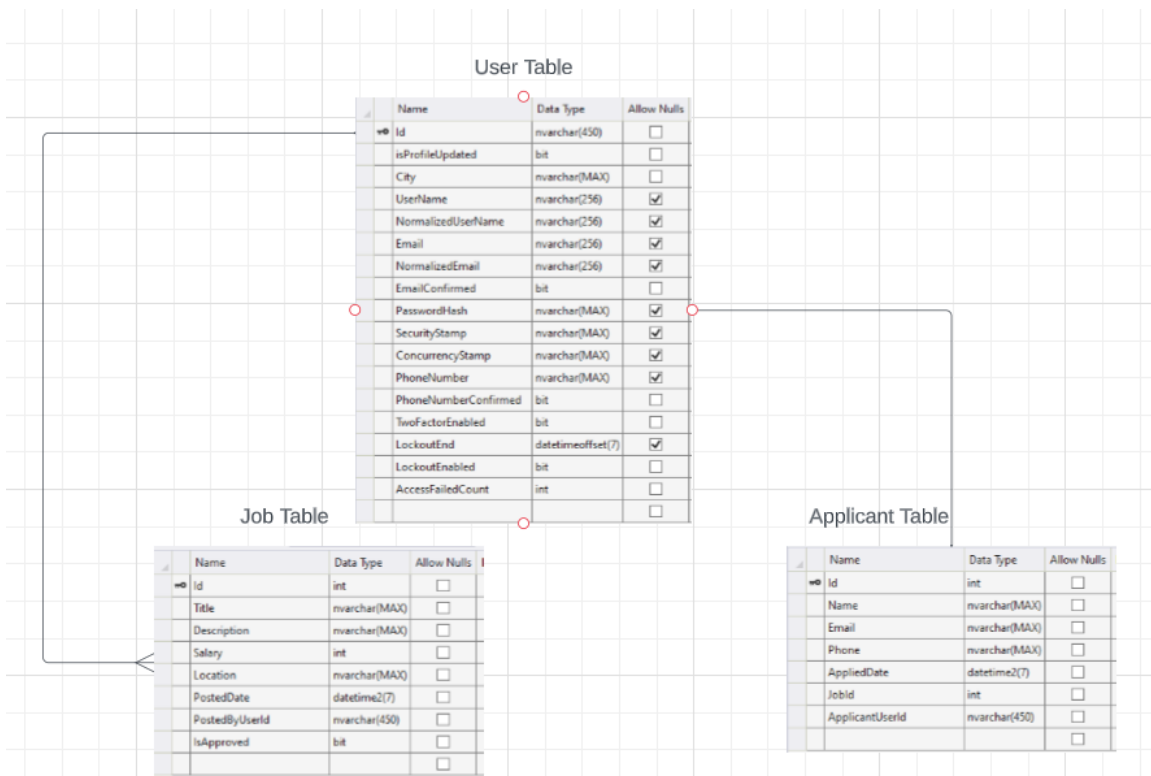 User Table
Name Data Type Allow Nulls
Id nvarchar(450)
isProfileUpdated bit
City nvarchar(MAX)
UserName nvarchar(256)
NormalizedUserName nvarchar(256)
Email nvarchar(256)
NormalizedEmail nvarchar(256)
EmailConfirmed bit
PasswordHash nvarchar(MAX)
SecurityStamp nvarchar(MAX)
ConcurrencyStamp nvarchar(MAX)
PhoneNumber nvarchar(MAX)
PhoneNumberConfirmed bit
TwoFactorEnabled bit
LockoutEnd datetimeoffset(7)
LockoutEnabled bit
AccessFailedCount int
Job Table
Name Data Type Allow Nulls
Id int
Title nvarchar(MAX)
Description nvarchar(MAX)
Salary int
Location nvarchar(MAX)
PostedDate datetime2(7)
PostedByUserId nvarchar(450)
IsApproved bit
Applicant Table
Name Data Type Allow Nulls
Id int
Name nvarchar(MAX)
Email nvarchar(MAX)
Phone nvarchar(MAX)
AppliedDate datetime2(7)
JobId int
ApplicantUserId nvarchar(450)